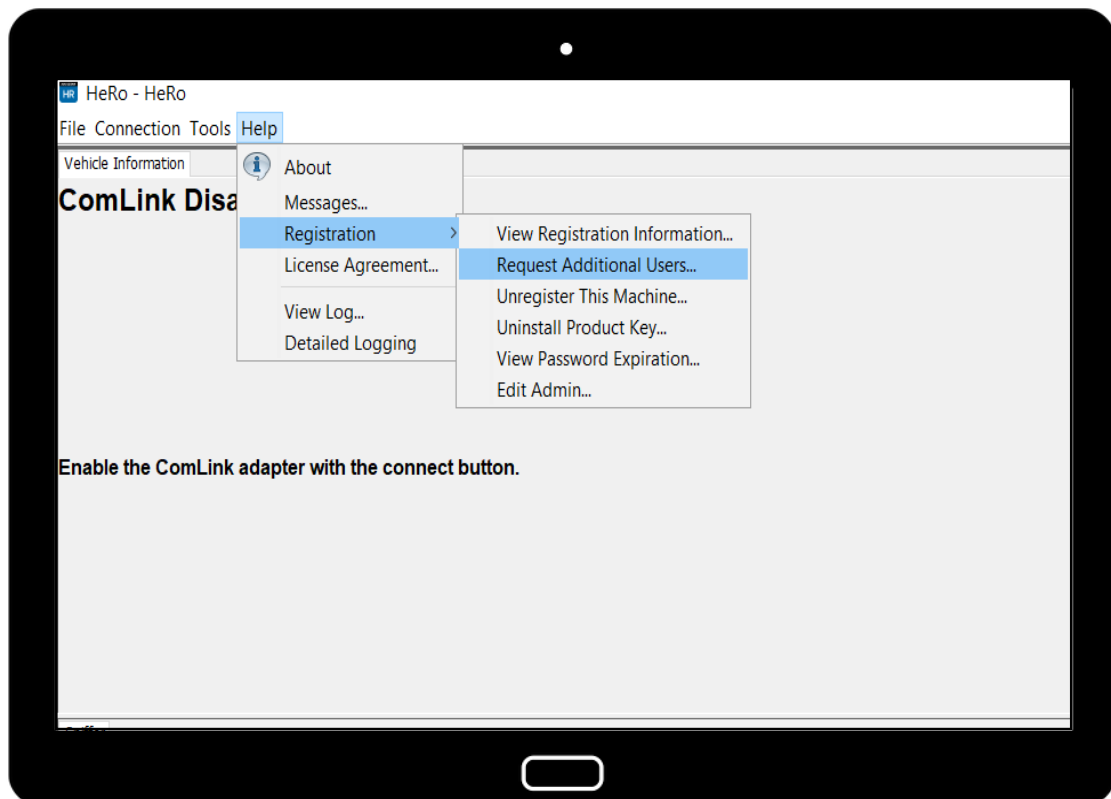 HR HeRo - HeRo
File Connection Tools Help
Vehicle Information
ComLink Disa
About
Messages...
Registration >
License Agreement...
View Log...
Detailed Logging
View Registration Information...
Request Additional Users...
Unregister This Machine...
Uninstall Product Key...
View Password Expiration...
Edit Admin...
Enable the ComLink adapter with the connect button.